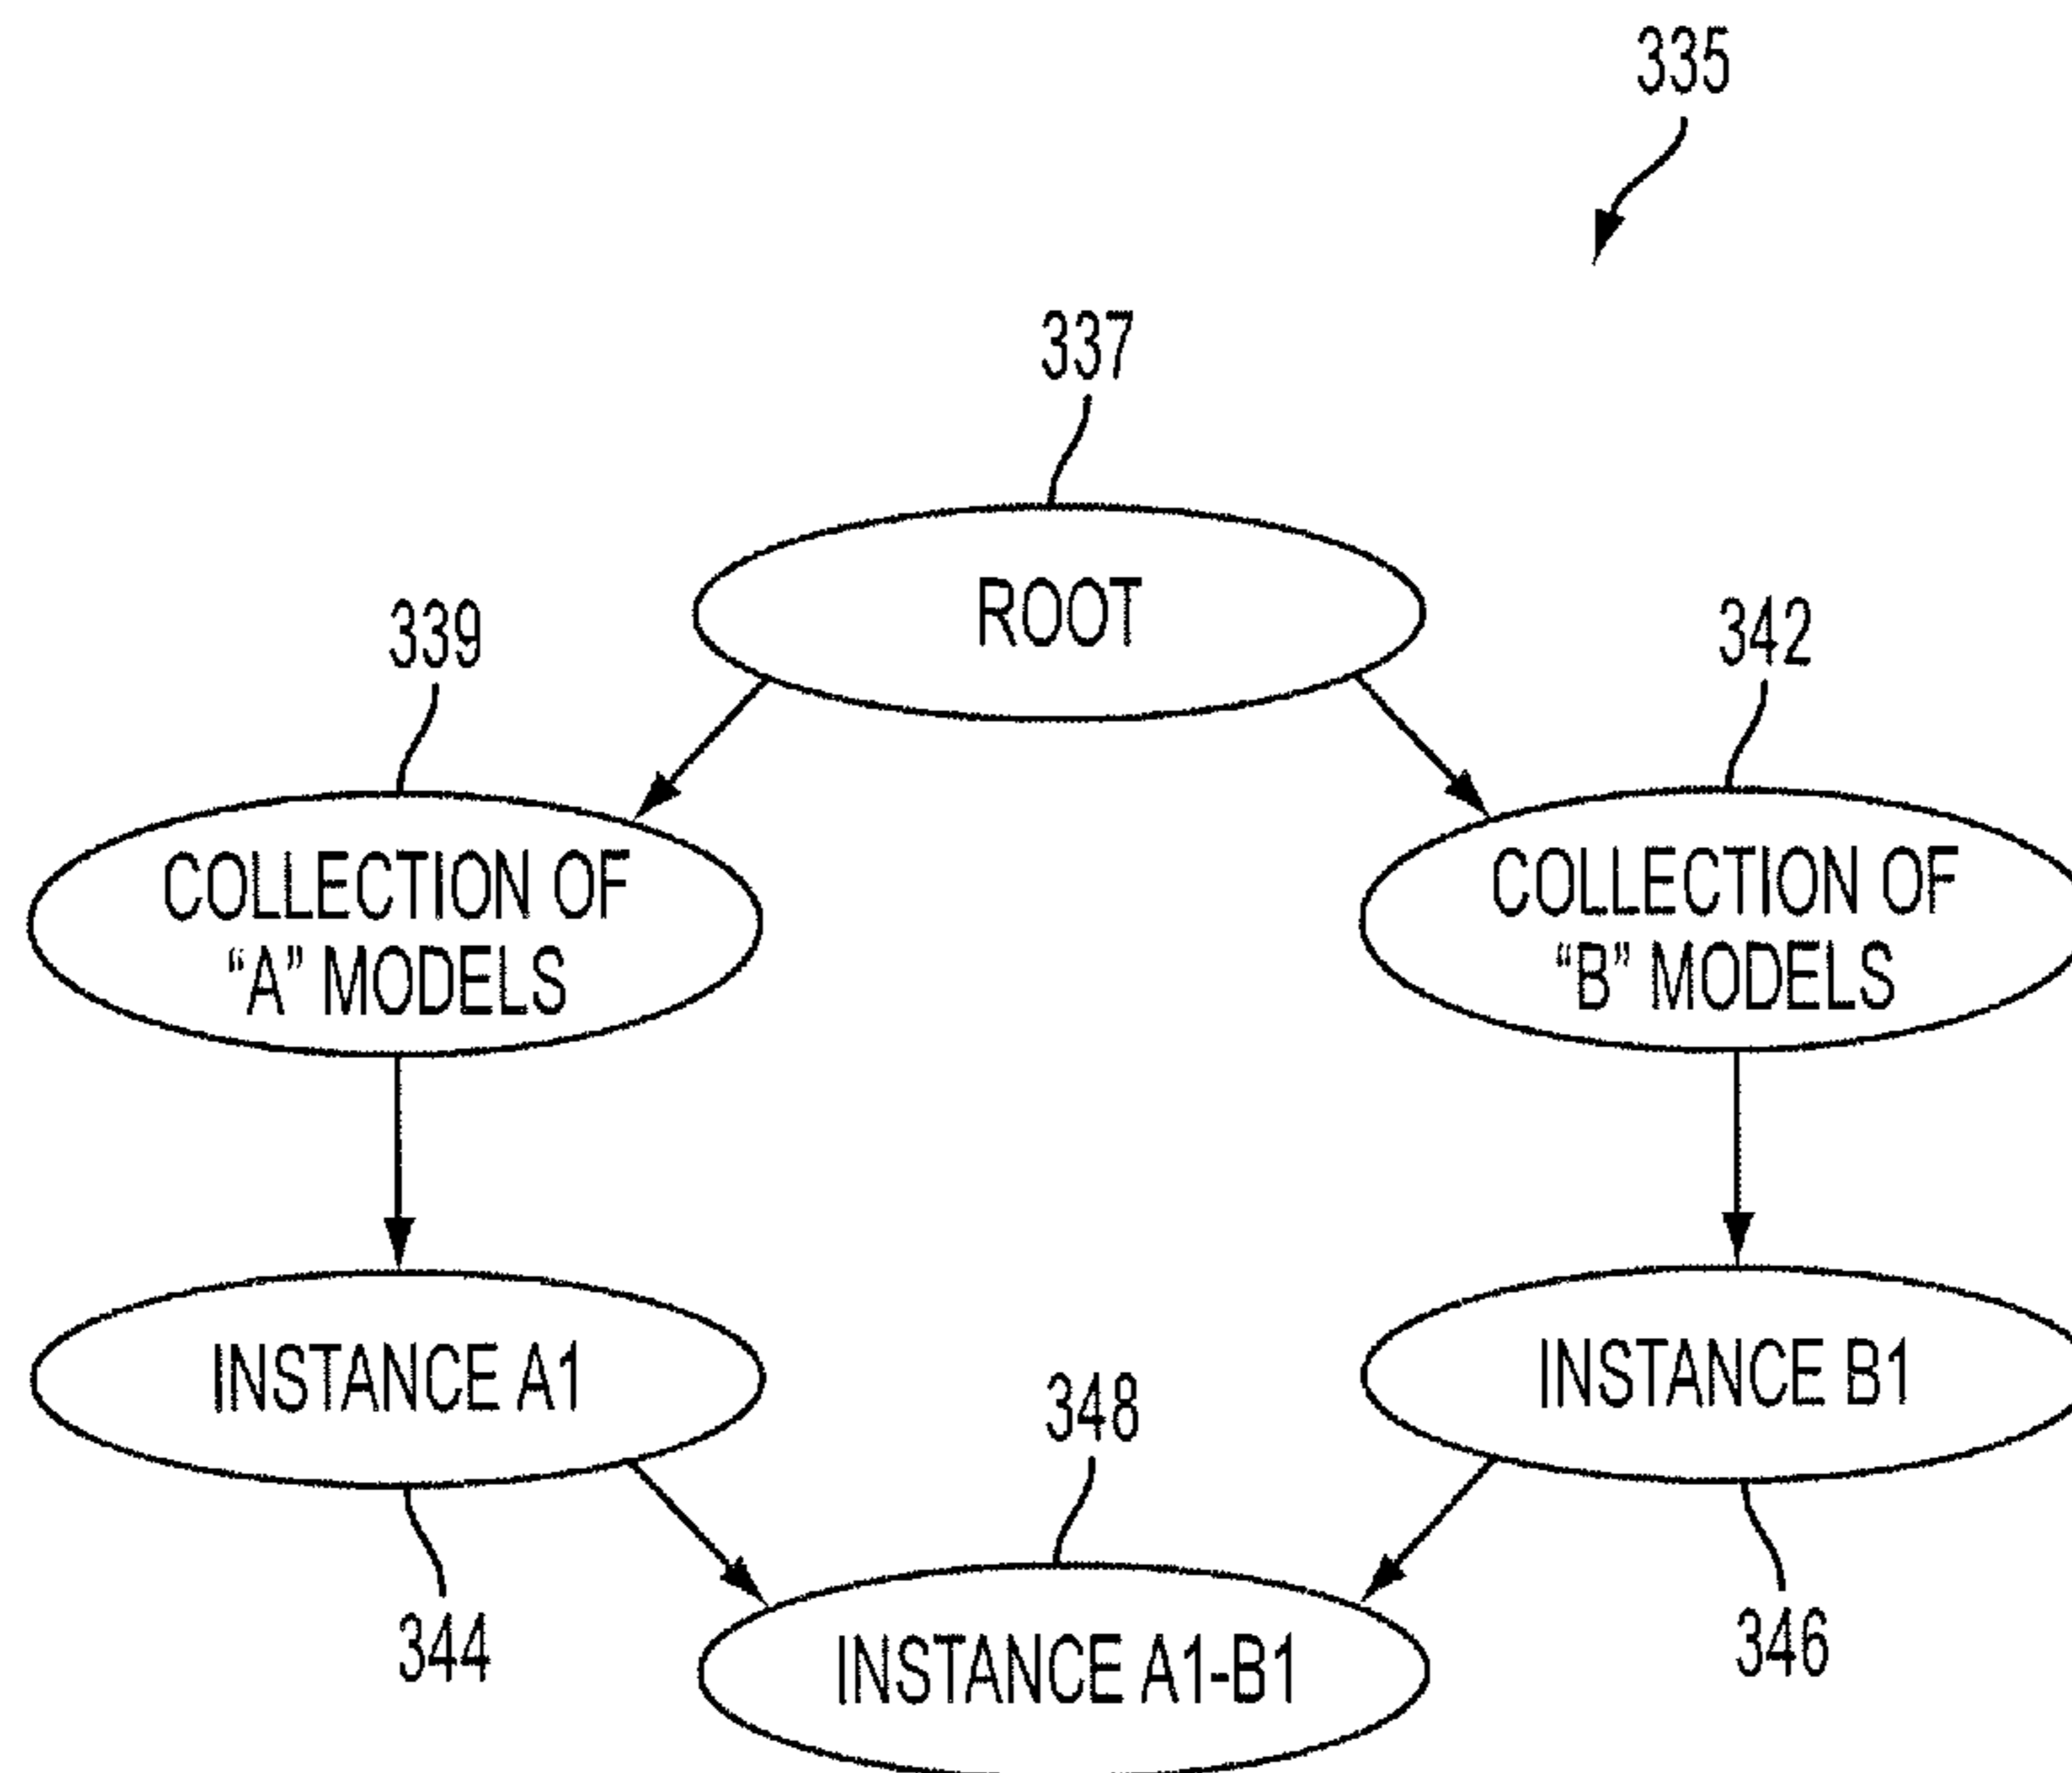 335
337
ROOT
339
342
COLLECTION OF
“A” MODELS
COLLECTION OF
“B” MODELS
INSTANCE A1
INSTANCE B1
348
344
346
INSTANCE A1-B1